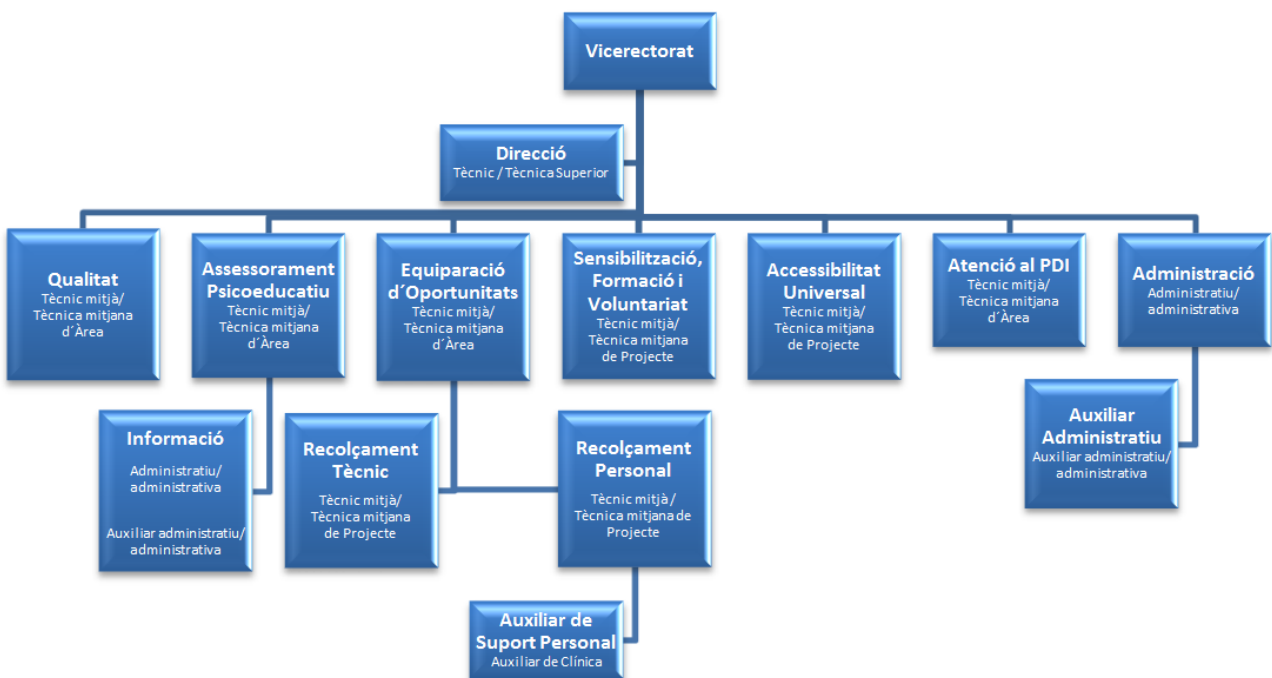 Vicerectorat
Direcció
Tècnic / Tècnica Superior
Qualitat
Tècnic mitjà/
Tècnica mitjana
d´Àrea
Assessorament
Psicoeducatiu
Tècnic mitjà/
Tècnica mitjana
d´Àrea
Equiparació
d´Oportunitats
Tècnic mitjà/
Tècnica mitjana
d´Àrea
Sensibilització,
Formació i
Voluntariat
Tècnic mitjà/
Tècnica mitjana
de Projecte
Accessibilitat
Universal
Tècnic mitjà/
Tècnica mitjana
de Projecte
Atenció al PDI
Tècnic mitjà/
Tècnica mitjana
d´Àrea
Administració
Administratiu/
administrativa
Informació
Administratiu/
administrativa
Auxiliar administratiu/
administrativa
Recolçament
Tècnic
Tècnic mitjà/
Tècnica mitjana
de Projecte
Recolçament
Personal
Tècnic mitjà /
Tècnica mitjana de
Projecte
Auxiliar
Administratiu
Auxiliar administratiu/
administrativa
Auxiliar de
Suport Personal
Auxiliar de Clínica